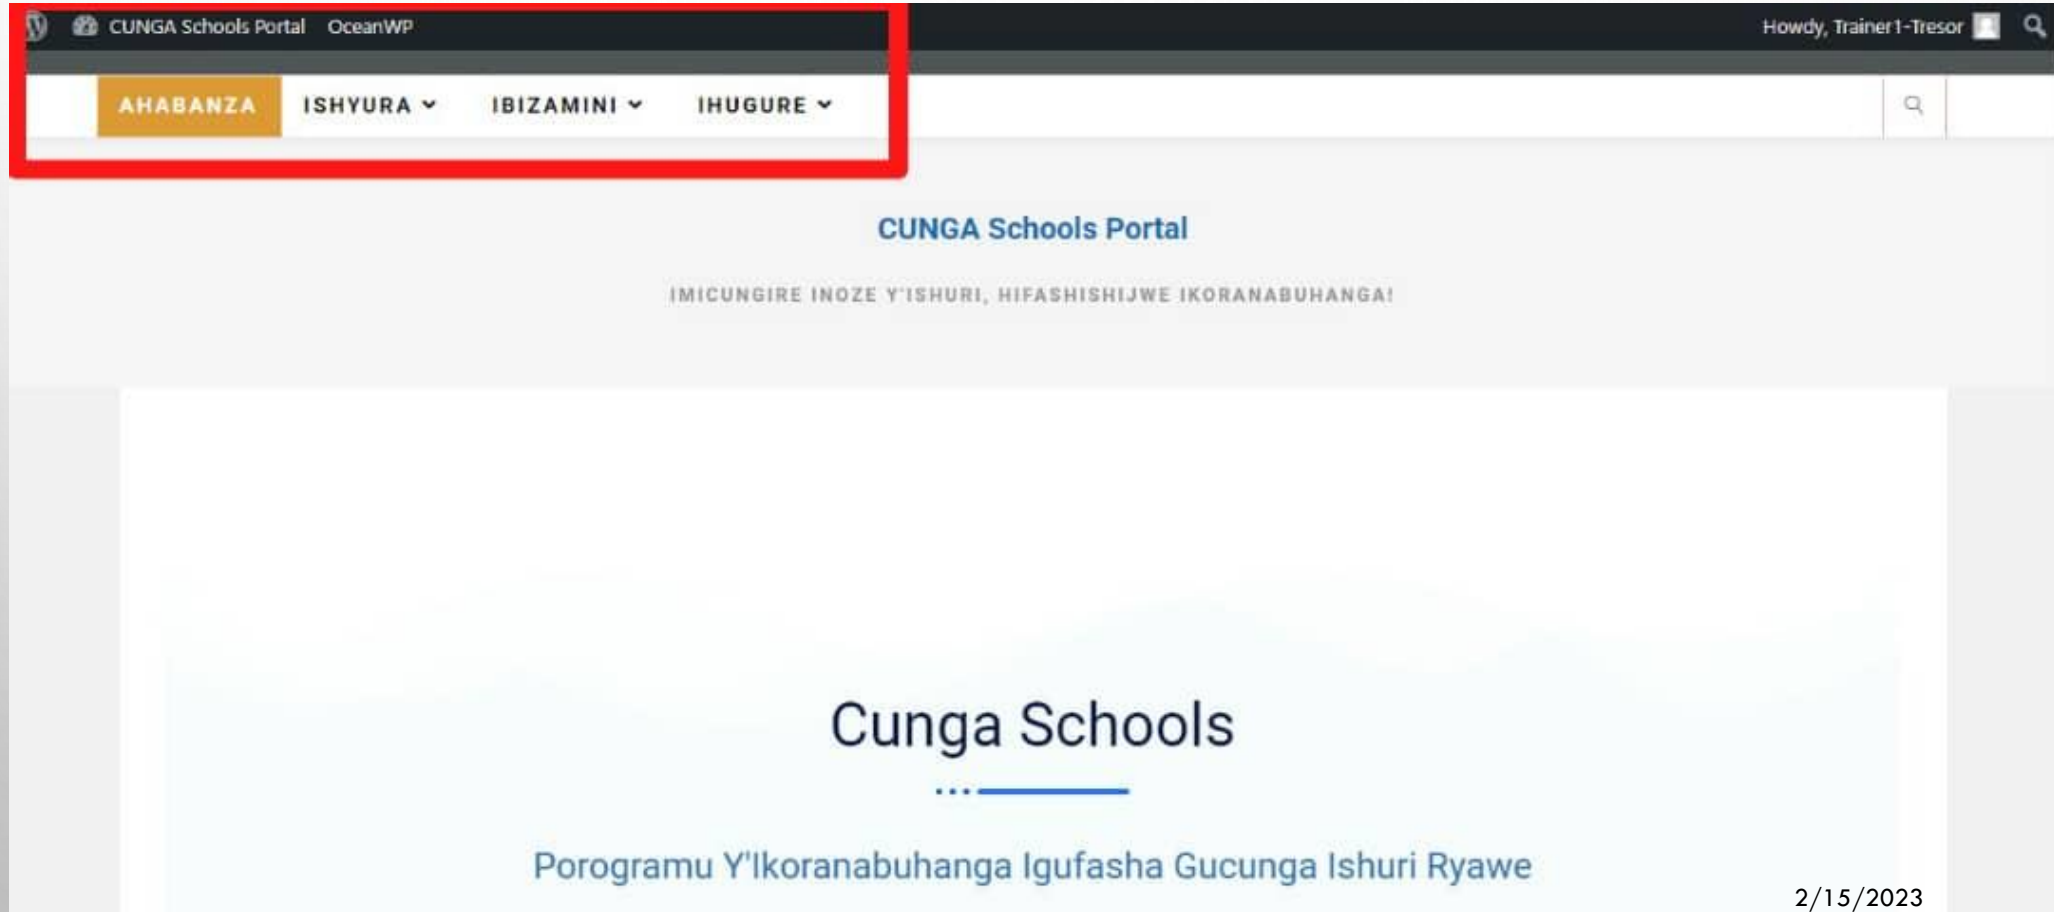 CUNGA Schools Portal OceanWP Howdy, Trainer1-Tresor
AHABANZA ISHYURA IBIZAMINI IHUGURE
CUNGA Schools Portal
IMICUNGIRE INOZE Y'ISHURI, HIFASHISHIJWE IKORANABUHANGA!
Cunga Schools
Porogramu Y'Ikoranabuhanga Igufasha Gucunga Ishuri Ryawe
2/15/2023